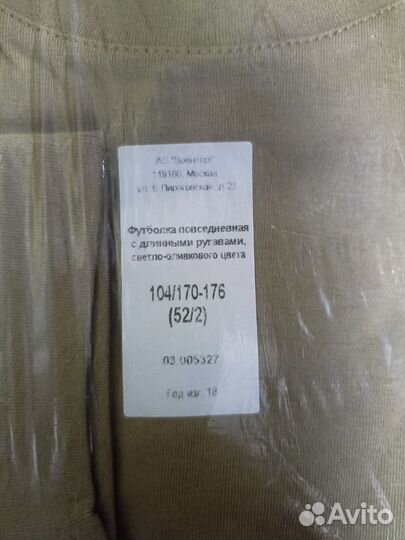 АО "Военторг"
119160, Москва
ул. Б.Пироговская, д.23
Футболка повседневная
с длинными рукавами,
светло-оливкового цвета
104/170-176
(52/2)
03.005327
Год изг. 18
Avito